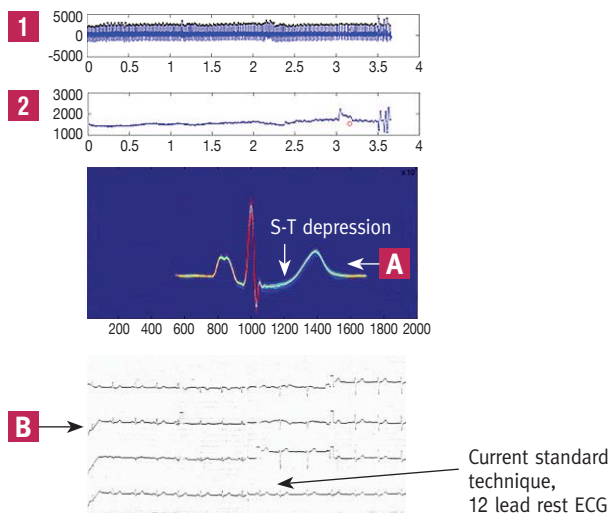 1
5000
0
-5000
0 0.5 1 1.5 2 2.5 3 3.5 4
2
3000
2000
1000
0 0.5 1 1.5 2 2.5 3 3.5 4
S-T depression
A
200 400 600 800 1000 1200 1400 1600 1800 2000
B
Current standard
technique,
12 lead rest ECG